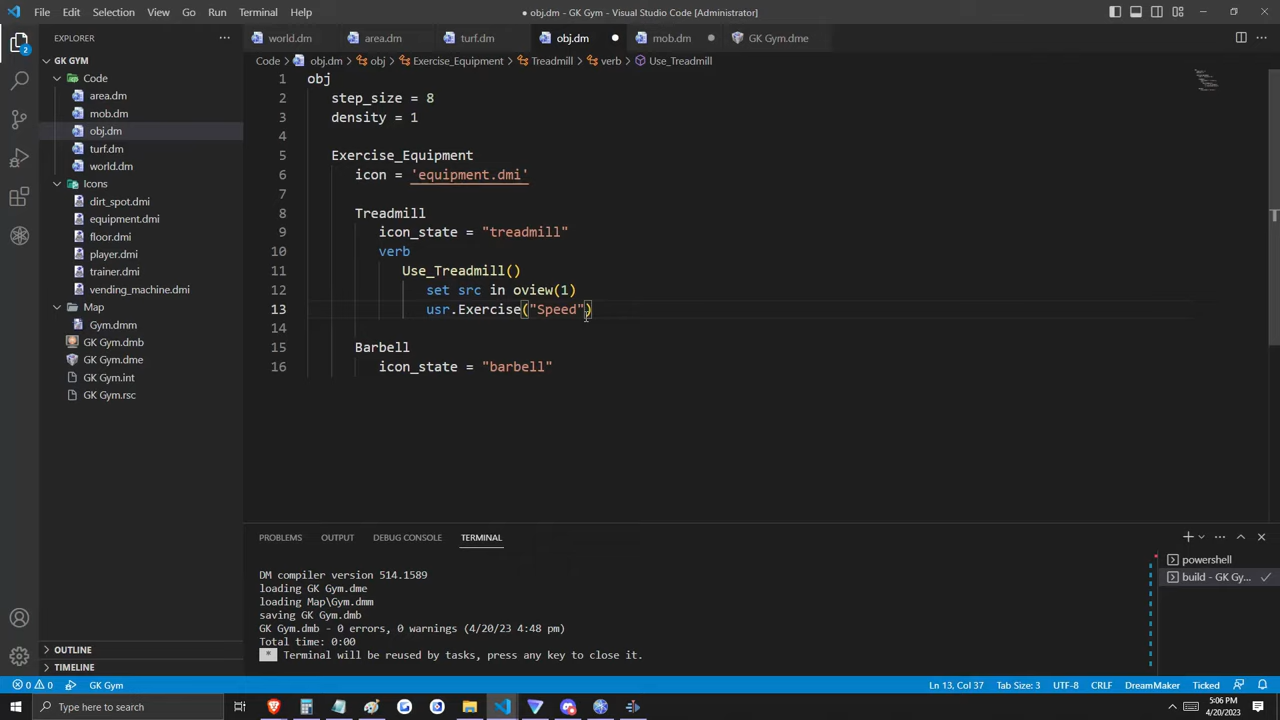 File Edit Selection View Go Run Terminal Help
● obj.dm - GK Gym - Visual Studio Code [Administrator]
EXPLORER ···
world.dm area.dm turf.dm obj.dm mob.dm GK Gym.dme
GK GYM
Code > obj.dm > obj > Exercise_Equipment > Treadmill > verb > Use_Treadmill
Code
area.dm
mob.dm
obj.dm
turf.dm
world.dm
Icons
dirt_spot.dmi
equipment.dmi
floor.dmi
player.dmi
trainer.dmi
vending_machine.dmi
Map
Gym.dmm
GK Gym.dmb
GK Gym.dme
GK Gym.int
GK Gym.rsc
OUTLINE
TIMELINE
2
1 obj
2 step_size = 8
3 density = 1
4
5 Exercise_Equipment
6 icon = 'equipment.dmi'
7
8 Treadmill
9 icon_state = "treadmill"
10 verb
11 Use_Treadmill()
12 set src in oview(1)
13 usr.Exercise("Speed")
14
15 Barbell
16 icon_state = "barbell"
PROBLEMS OUTPUT DEBUG CONSOLE TERMINAL
DM compiler version 514.1589
loading GK Gym.dme
loading Map\Gym.dmm
saving GK Gym.dmb
GK Gym.dmb - 0 errors, 0 warnings (4/20/23 4:48 pm)
Total time: 0:00
* Terminal will be reused by tasks, press any key to close it.
powershell
build - GK Gy...
0 0 GK Gym Ln 13, Col 37 Tab Size: 3 UTF-8 CRLF DreamMaker Ticked
Type here to search
5:06 PM
4/20/2023